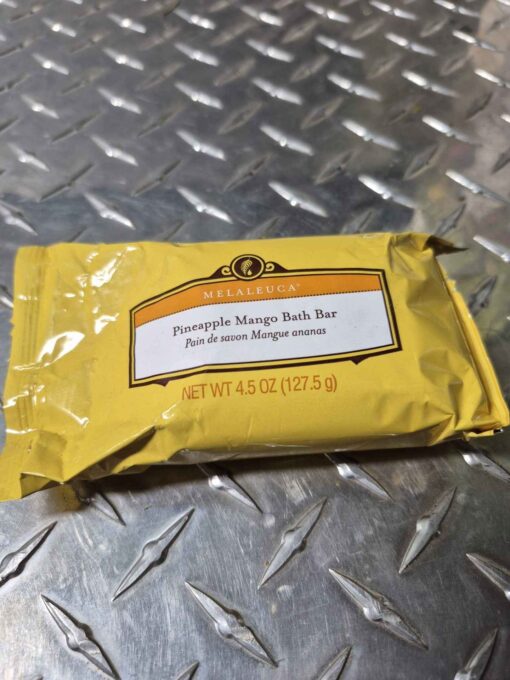 MELALEUCA®
Pineapple Mango Bath Bar
Pain de savon Mangue ananas
NET WT 4.5 OZ (127.5 g)